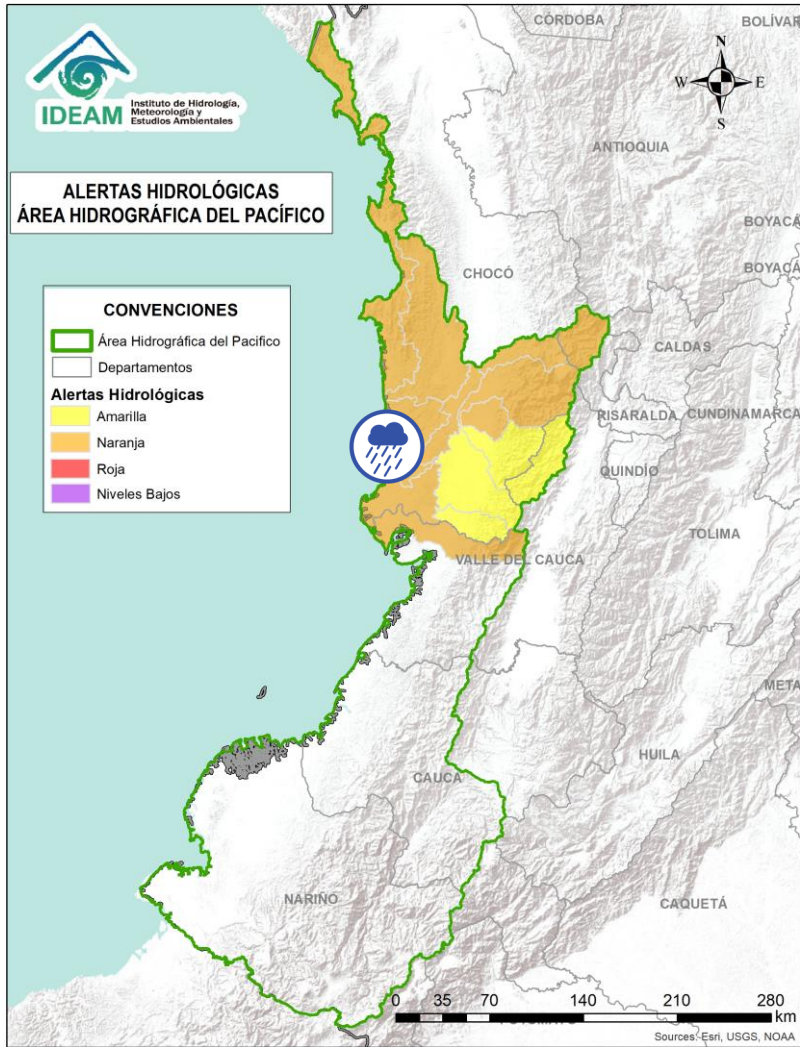 CÓRDOBA
BOLÍVAR
N
W
E
S
IDEAM
Instituto de Hidrología,
Meteorología y
Estudios Ambientales
ANTIOQUIA
ALERTAS HIDROLÓGICAS
ÁREA HIDROGRÁFICA DEL PACÍFICO
BOYACÁ
BOYACÁ
CHOCÓ
CONVENCIONES
Área Hidrográfica del Pacifico
Departamentos
Alertas Hidrológicas
Amarilla
Naranja
Roja
Niveles Bajos
CALDAS
RISARALDA
CUNDINAMARCA
QUINDÍO
TOLIMA
VALLE DEL CAUCA
META
HUILA
CAUCA
NARIÑO
CAQUETÁ
0 35 70 140 210 280
km
Sources: Esri, USGS, NOAA